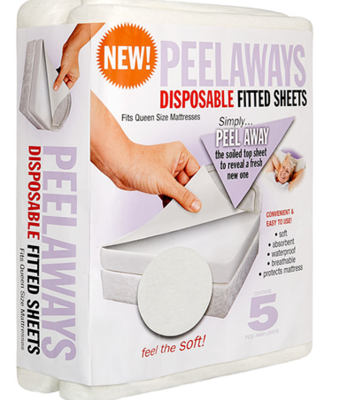 NEW!
PEELAWAYS
DISPOSABLE FITTED SHEETS
Fits Queen Size Mattresses
Simply...
PEEL AWAY
the soiled top sheet
to reveal a fresh
new one
CONVENIENT &
EASY TO USE!
• soft
• absorbent
• waterproof
• breathable
• protects mattress
5
feel the soft!
PEELAWAYS
DISPOSABLE FITTED SHEETS
Fits Queen Size Mattresses